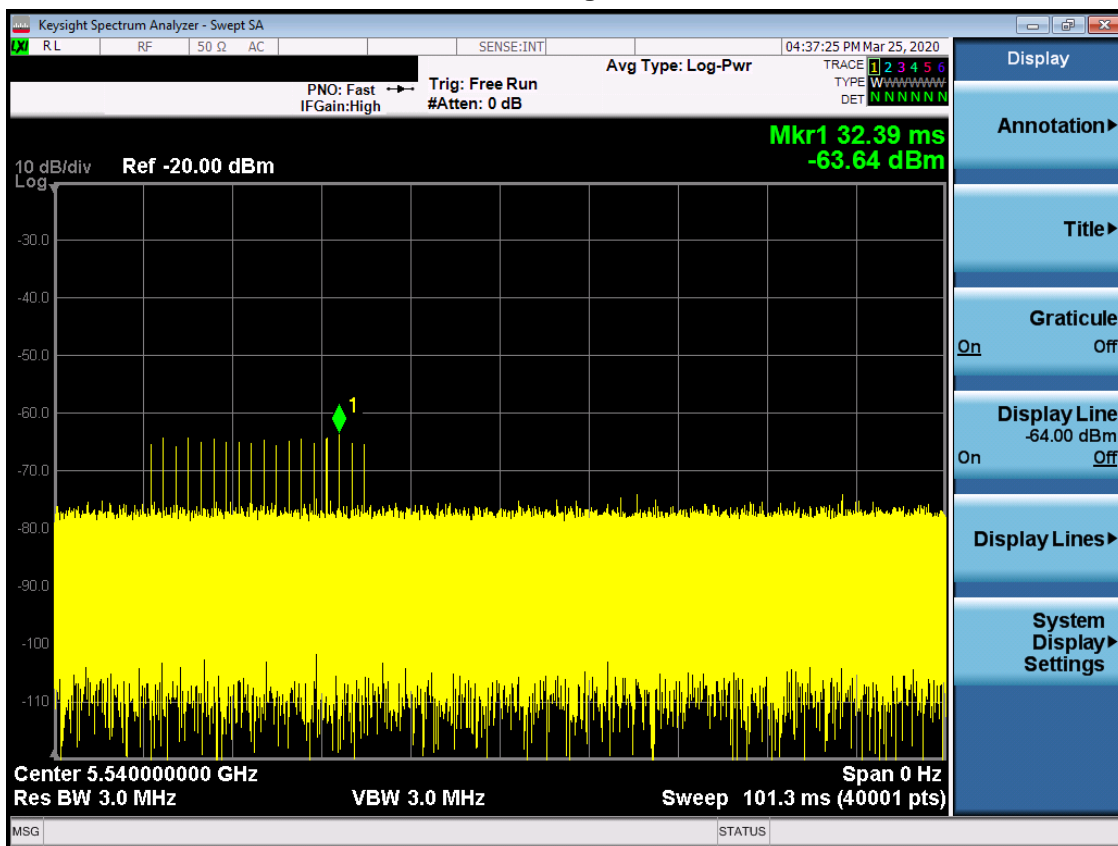 Keysight Spectrum Analyzer - Swept SA
LXI RL RF 50 Ω AC SENSE:INT 04:37:25 PM Mar 25, 2020
Display
Avg Type: Log-Pwr
TRACE 1 2 3 4 5 6
PNO: Fast
Trig: Free Run
TYPE WWWWWWW
IFGain:High
#Atten: 0 dB
DET N N N N N N
Annotation
Mkr1 32.39 ms
-63.64 dBm
10 dB/div Ref -20.00 dBm
Log
Title
-30.0
-40.0
Graticule
On Off
-50.0
-60.0
1
Display Line
-64.00 dBm
On Off
-70.0
-80.0
Display Lines
-90.0
-100
System
Display
Settings
-110
Center 5.540000000 GHz Span 0 Hz
Res BW 3.0 MHz VBW 3.0 MHz Sweep 101.3 ms (40001 pts)
MSG STATUS